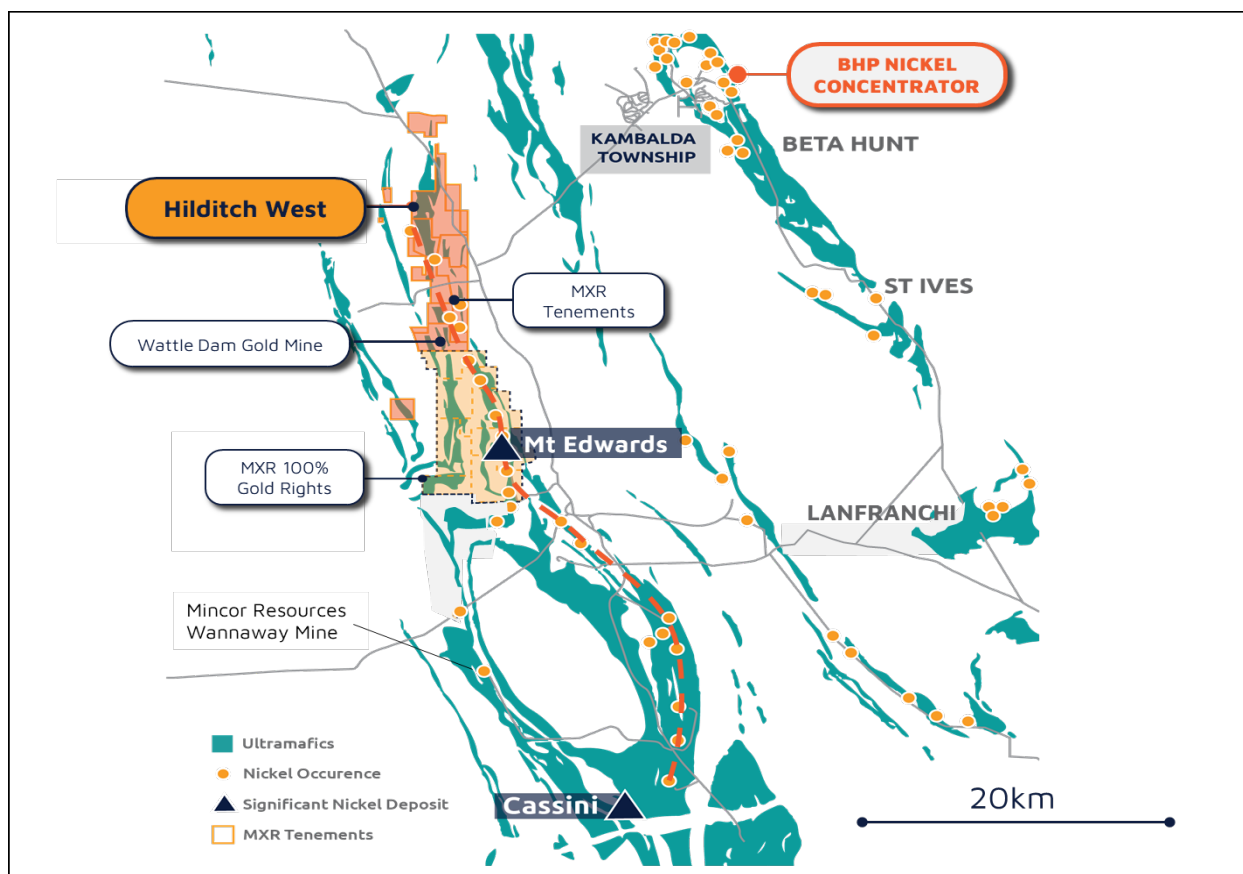 BHP NICKEL
CONCENTRATOR
KAMBALDA
TOWNSHIP
BETA HUNT
Hilditch West
ST IVES
MXR
Tenements
Wattle Dam Gold Mine
Mt Edwards
MXR 100%
Gold Rights
LANFRANCHI
Mincor Resources
Wannaway Mine
Ultramafics
Nickel Occurence
Significant Nickel Deposit
MXR Tenements
Cassini
20km